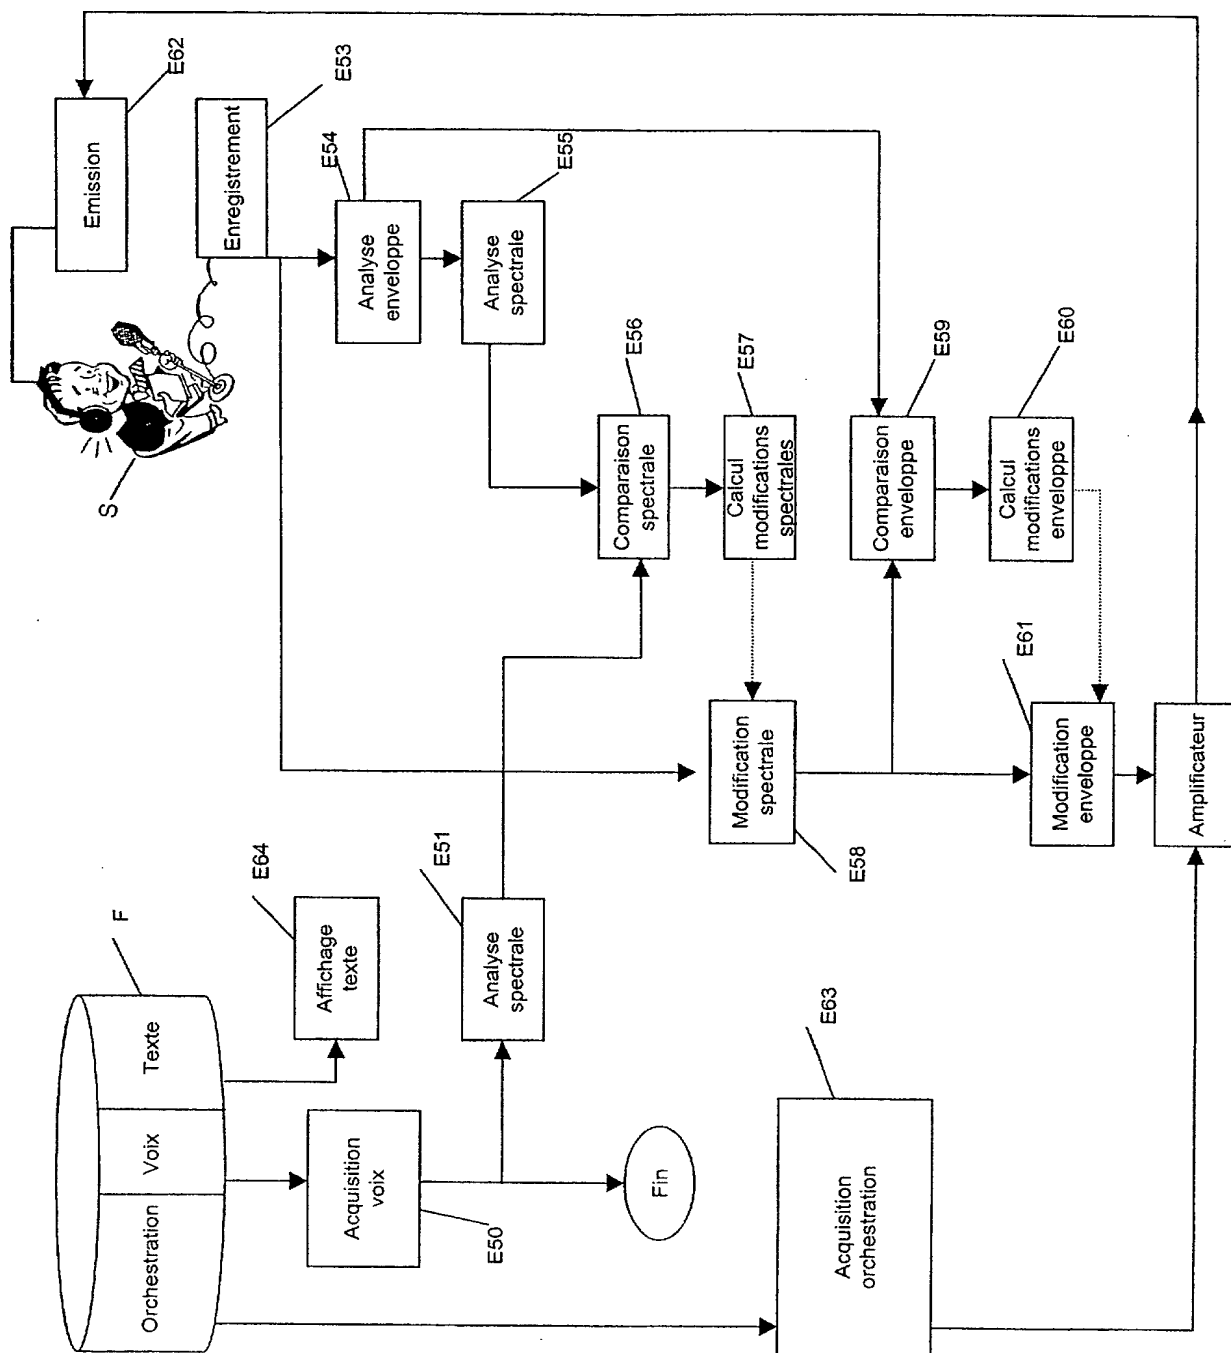 Orchestration
Voix
Texte
F
Acquisition
voix
E50
Affichage
texte
E64
Analyse
spectrale
E51
Fin
Acquisition
orchestration
E63
S
Emission
E62
Enregistrement
E53
Analyse
enveloppe
E54
Analyse
spectrale
E55
Comparaison
spectrale
E56
Calcul
modifications
spectrales
E57
Modification
spectrale
E58
Comparaison
enveloppe
E59
Calcul
modifications
enveloppe
E60
Modification
enveloppe
E61
Amplificateur